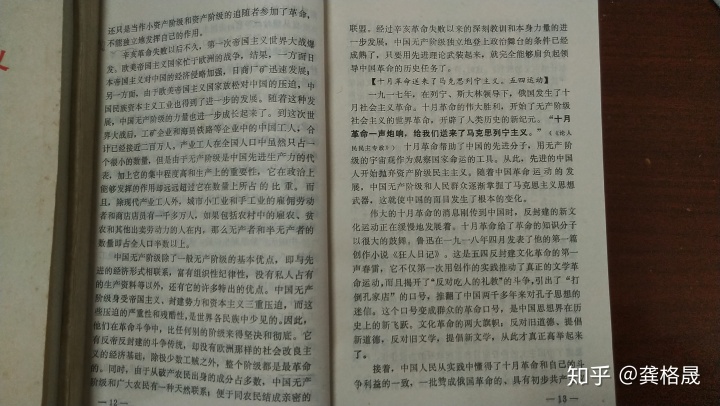 还只是当作小资产阶级和资产阶级的追随者参加了革命，
不能独立地发挥自己的作用。
辛亥革命失败以后不久，第一次帝国主义世界大战爆
发。欧美帝国主义国家忙于欧洲的战争，结果，一方面日
本帝国主义对中国的经济侵略加强，日商厂矿迅速发展；
另一方面，由于欧美帝国主义国家放松对中国的压迫，中
国民族资本主义工业也得到了进一步的发展。随着这种发
展，中国无产阶级的力量也进一步成长起来了。到这次世
界大战后，工矿企业和海员铁路等企业中的中国工人，合
计已经接近二百万人，产业工人在全国人口中虽然只占一
个最小的数量，但是由于无产阶级是中国先进生产力的代
表，加上它的集中程度高和生产上的重要性，它在政治上
能够发挥的作用却远远超过它在数量上所占的比重。而
且，除现代产业工人外，城市小工业和手工业的雇佣劳动
者和商店店员有一千多万人，如果包括农村中的雇农、贫
农和其他出卖劳动力的人在内，那么无产者和半无产者的
数量即占全人口半数以上。
中国无产阶级除了一般无产阶级的基本优点，即与先
进的经济形式相联系，富有组织性纪律性，没有私人占有
的生产资料等以外，还有它的许多特出的优点。中国无产
阶级身受帝国主义、封建势力和资本主义三重压迫，而这
些压迫的严重性和残酷性，是世界各民族中少见的。因此，
他们在革命斗争中，比任何别的阶级来得坚决和彻底。它
有反帝反封建的斗争传统，却没有欧洲那样的社会改良主
义的经济基础，除极少数工贼之外，整个阶级都是最革命
的。同时，由于从破产农民出身的成分占多数，中国无产
阶级和广大农民有一种天然联系，便于同农民结成亲密的
— 12 —
联盟。经过辛亥革命失败以来的深刻教训和本身力量的进
一步发展，中国无产阶级独立地登上政治舞台的条件已经
成熟了，只要用先进理论武装起来，就完全能够肩负起领
导中国革命的历史任务了。
【十月革命送来了马克思列宁主义、五四运动】
一九一七年，在列宁、斯大林领导下，俄国发生了十
月社会主义革命。十月革命的伟大胜利，开始了无产阶级
社会主义的世界革命，开辟了人类历史的新纪元。“十月
革命一声炮响，给我们送来了马克思列宁主义。”（《论人
民民主专政》）十月革命帮助了中国的先进分子，用无产阶
级的宇宙观作为观察国家命运的工具。从此，先进的中国
人开始抛弃资产阶级民主主义。随着中国革命运动的发
展，中国无产阶级和人民群众逐渐掌握了马克思主义思想
武器，这就使中国的面目发生了根本的变化。
伟大的十月革命的消息刚传到中国时，反封建的新文
化运动正在缓慢地发展着。十月革命给了革命的知识分子
以很大的鼓舞。鲁迅在一九一八年四月发表了他的第一篇
创作小说《狂人日记》。这是五四反封建文化革命的第一
声春雷，它不仅第一次用创作的实践推动了真正的文学革
命运动，而且揭开了“反对吃人的礼教”的斗争，引出了“打
倒孔家店”的口号，推翻了中国两千多年来对孔子思想的
迷信。这个口号变成群众的革命口号，是中国思想界在历
史上的新飞跃。文化革命的两大旗帜：反对旧道德、提倡
新道德，反对旧文学，提倡新文学，从此才真正高举起来
了。
接着，中国人民从实践中懂得了十月革命和自己的斗
争利益的一致，一批赞成俄国革命的、具有初步共产
— 13 —
知乎 @龚格晟